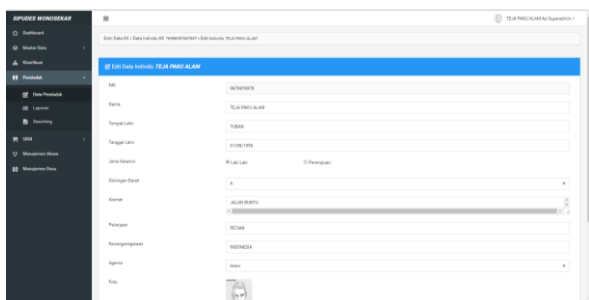 SIPUDES WONOSEKAR
TEJA PAKU ALAM As Superadmin
Dashboard
Master Data
Klasifikasi
Penduduk
Data Penduduk
Laporan
Searching
UKM
Manajemen Akses
Manajemen Desa
Edit Data Individu TEJA PAKU ALAM
NIK
Nama
TEJA PAKU ALAM
Tempat Lahir
TUBAN
Tanggal Lahir
Jenis Kelamin
Laki Laki
Perempuan
Golongan Darah
A
Alamat
JALAN BUNTU
Pekerjaan
PETANI
Kewarganegaraan
INDONESIA
Agama
Islam
Foto